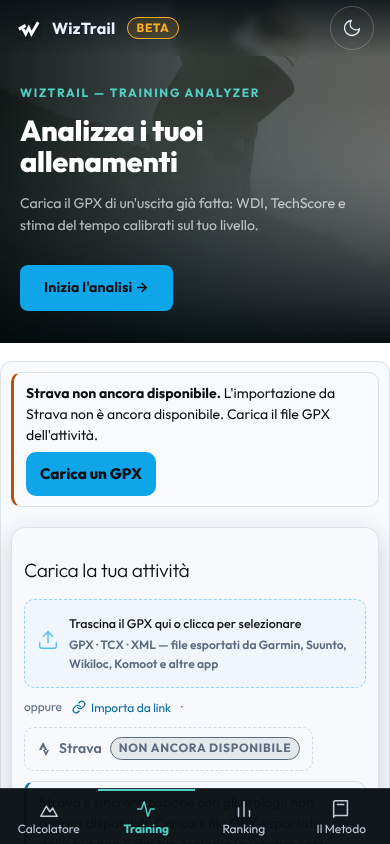 WizTrail BETA
WIZTRAIL — TRAINING ANALYZER
Analizza i tuoi
allenamenti
Carica il GPX di un'uscita già fatta: WDI, TechScore e
stima del tempo calibrati sul tuo livello.
Inizia l'analisi →
Strava non ancora disponibile. L'importazione da
Strava non è ancora disponibile. Carica il file GPX
dell'attività.
Carica un GPX
Carica la tua attività
Trascina il GPX qui o clicca per selezionare
GPX · TCX · XML — file esportati da Garmin, Suunto,
Wikiloc, Komoot e altre app
oppure Importa da link ·
Strava NON ANCORA DISPONIBILE
Calcolatore Training Ranking Il Metodo